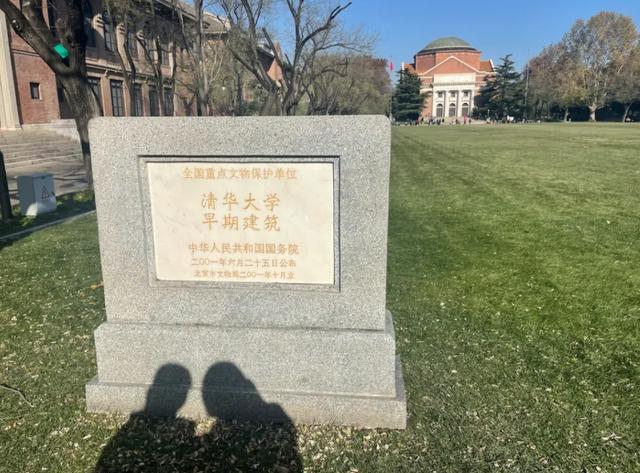 全国重点文物保护单位
清华大学
早期建筑
中华人民共和国国务院
二〇〇一年六月二十五日公布
北京市文物局二〇〇一年十月立